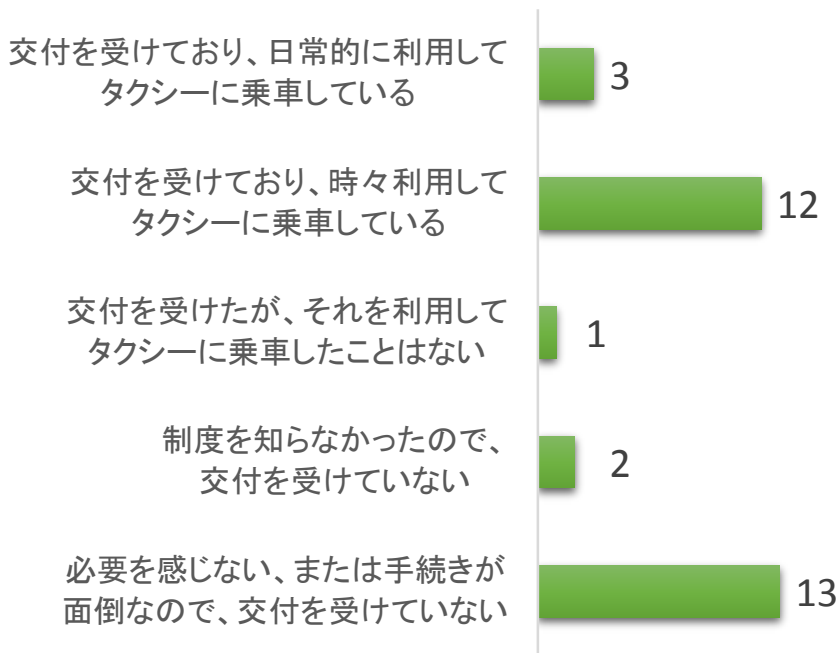 交付を受けており、日常的に利用して
タクシーに乗車している
3
交付を受けており、時々利用して
タクシーに乗車している
12
交付を受けたが、それを利用して
タクシーに乗車したことはない
1
制度を知らなかったので、
交付を受けていない
2
必要を感じない、または手続きが
面倒なので、交付を受けていない
13